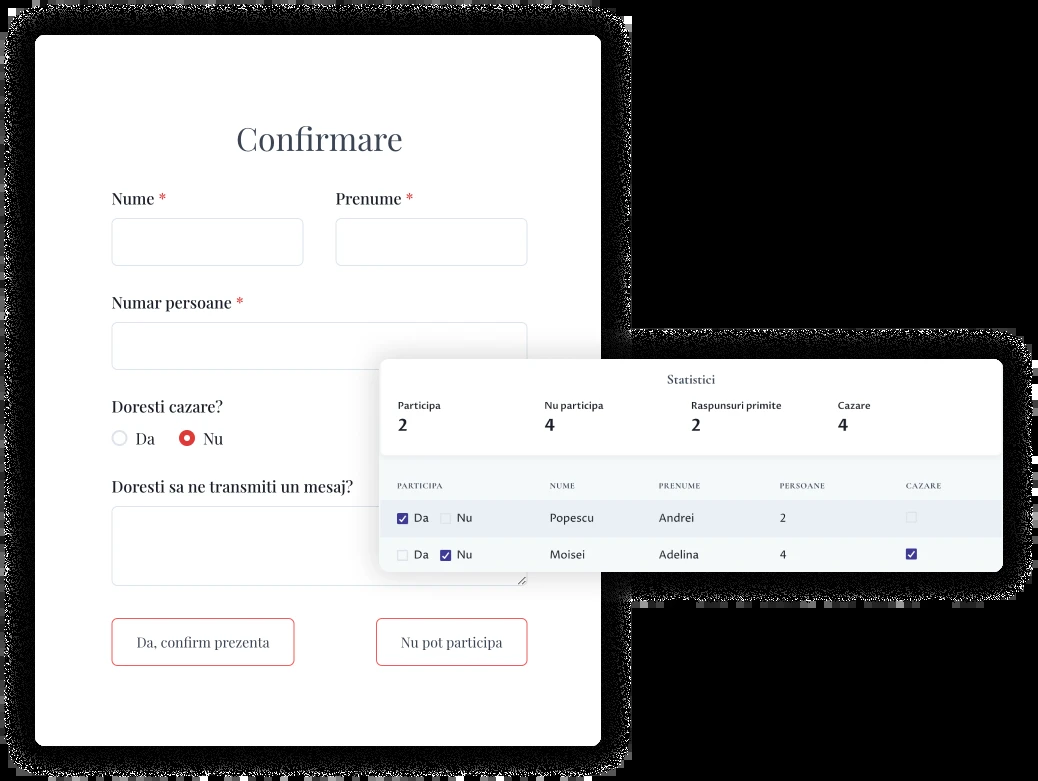 Confirmare
Nume * Prenume *
Numar persoane *
Doresti cazare?
Da Nu
Doresti sa ne transmiti un mesaj?
Da, confirm prezenta Nu pot participa
Statistici
Participa Nu participa Raspunsuri primite Cazare
2 4 2 4
PARTICIPA NUME PRENUME PERSOANE CAZARE
Da Nu Popescu Andrei 2
Da Nu Moisei Adelina 4